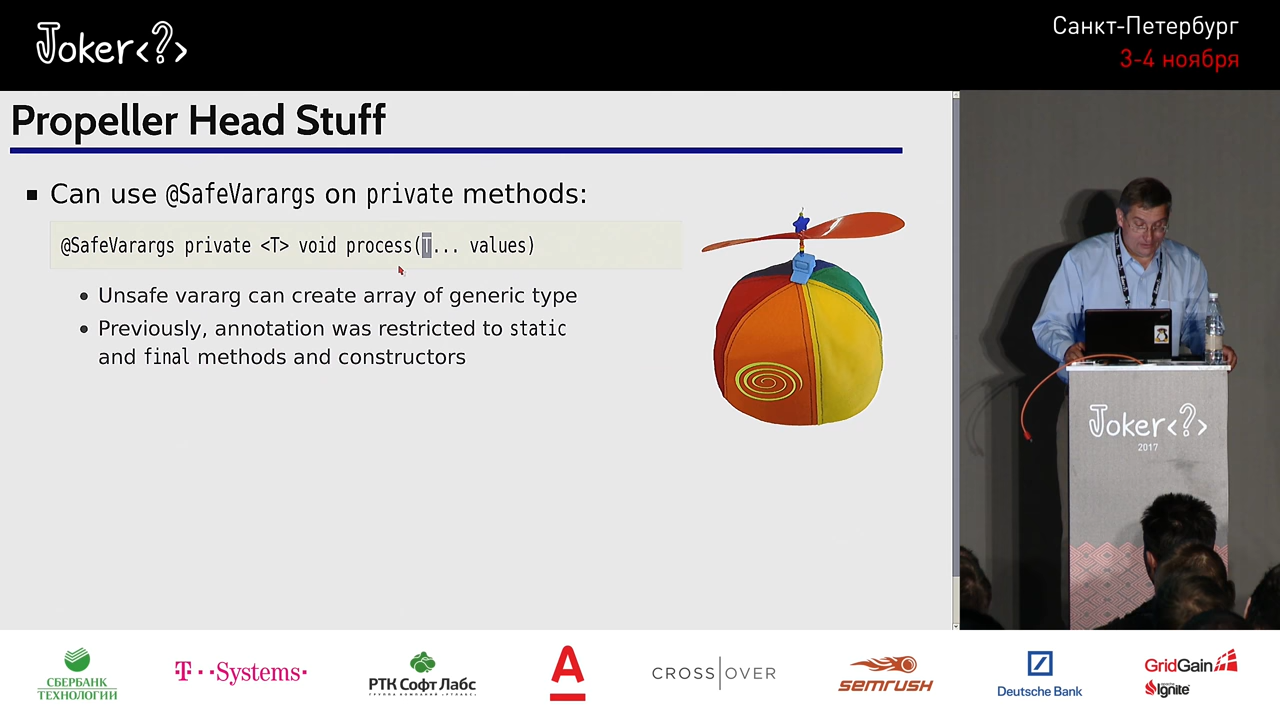 Joker<?>
Санкт-Петербург
3-4 ноября
Propeller Head Stuff
Can use @SafeVarargs on private methods:
@SafeVarargs private <T> void process(T... values)
Unsafe vararg can create array of generic type
Previously, annotation was restricted to static
and final methods and constructors
Joker<?>
2017
СБЕРБАНК
ТЕХНОЛОГИИ
T··Systems·
РТК Софт Лабс
A
CROSS|OVER
semrush
Deutsche Bank
GridGain
Ignite